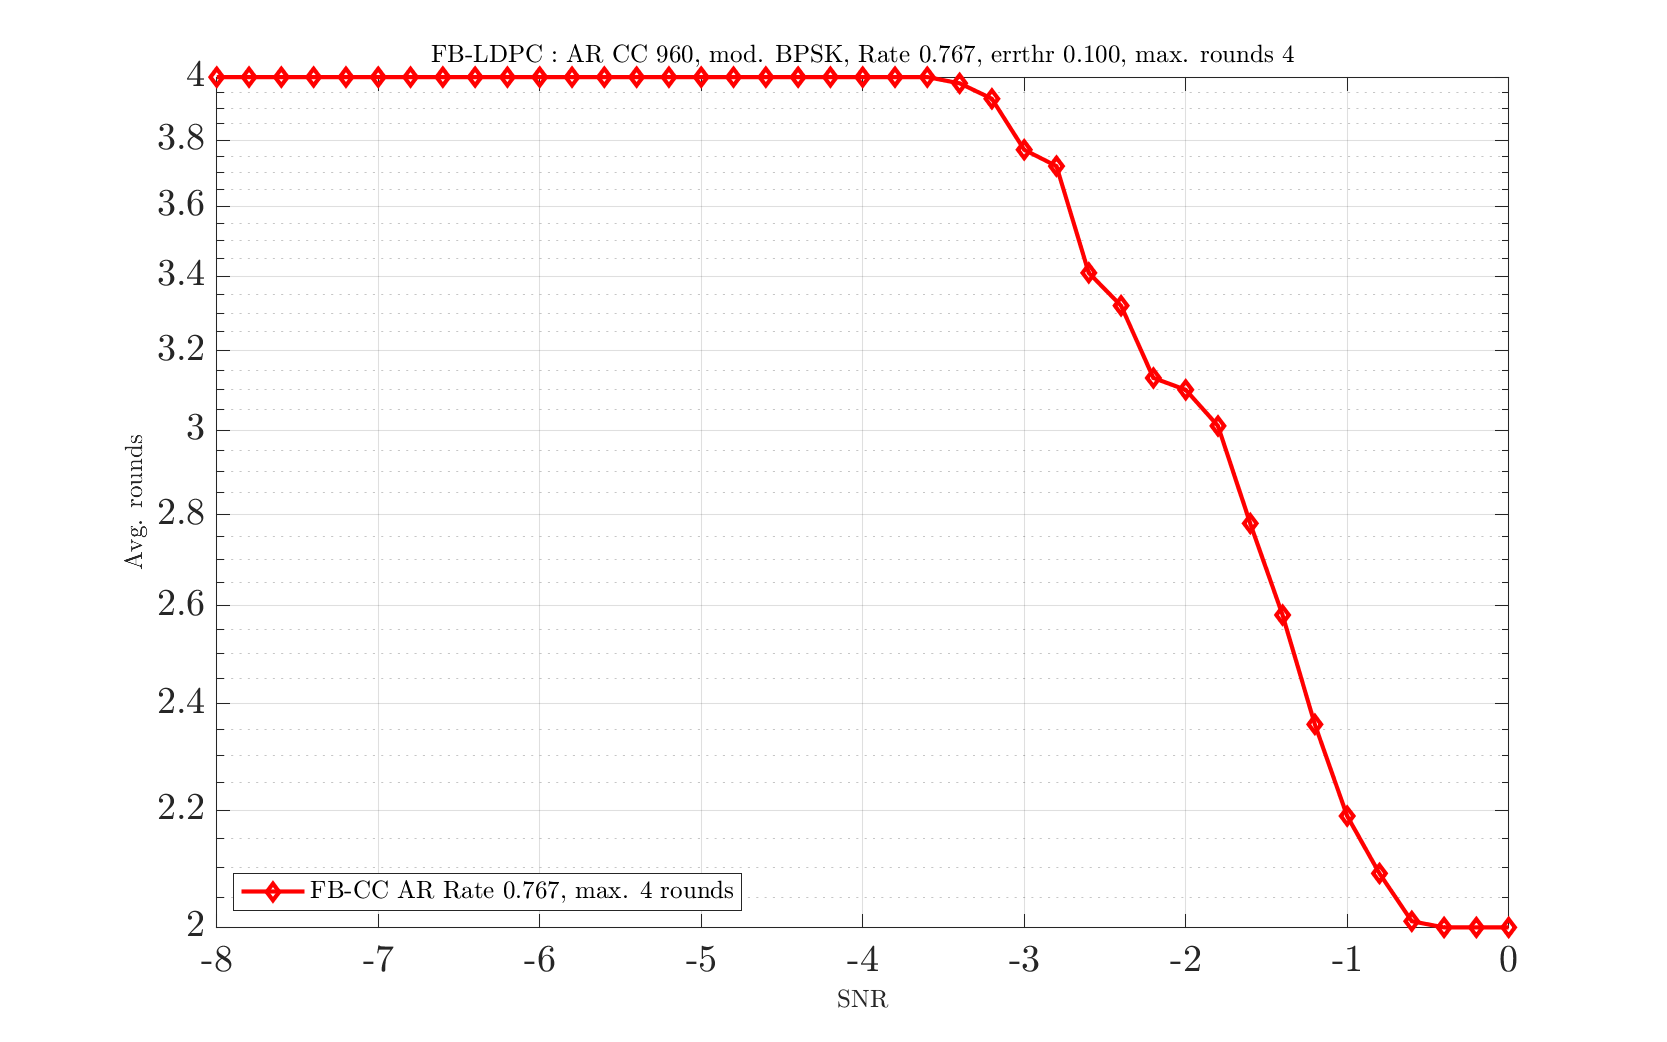 FB-LDPC : AR CC 960, mod. BPSK, Rate 0.767, errthr 0.100, max. rounds 4
4
3.8
3.6
3.4
3.2
3
2.8
2.6
2.4
2.2
2
Avg. rounds
FB-CC AR Rate 0.767, max. 4 rounds
-8 -7 -6 -5 -4 -3 -2 -1 0
SNR